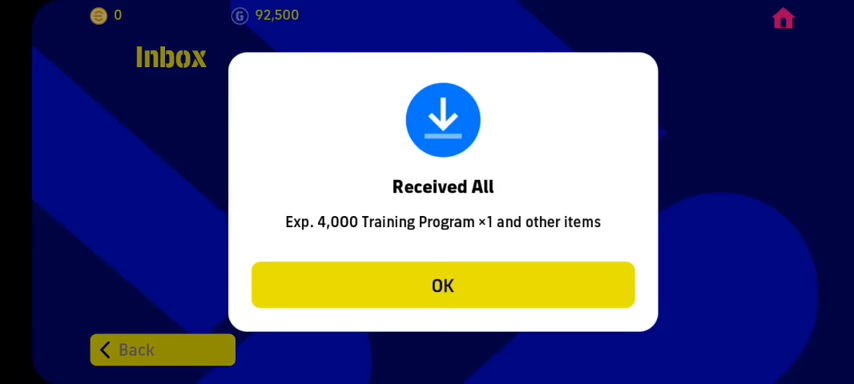 0
G 92,500
Inbox
Received All
Exp. 4,000 Training Program ×1 and other items
OK
Back